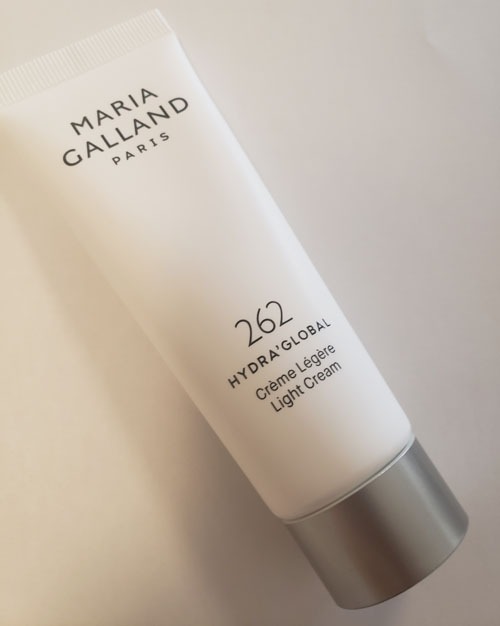 MARIA
GALLAND
PARIS
262
HYDRA'GLOBAL
Crème Légère
Light Cream